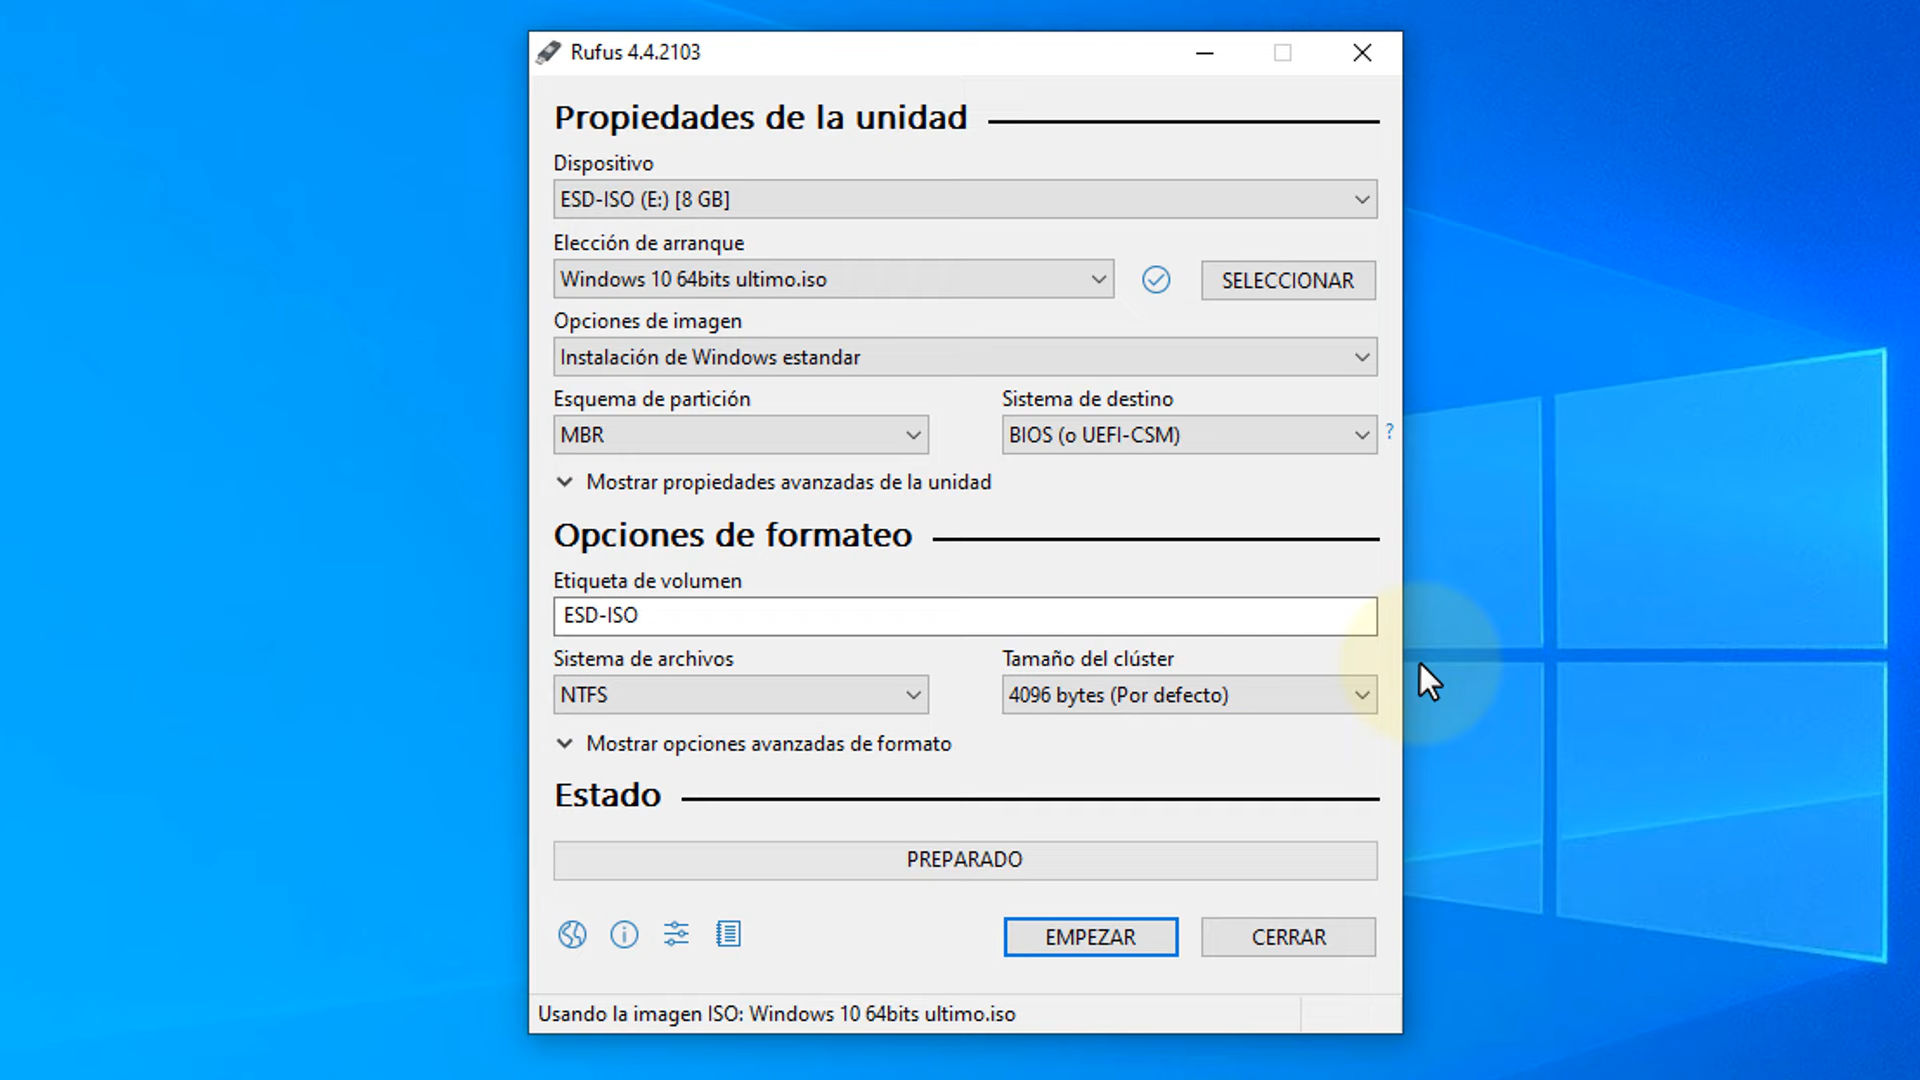 Rufus 4.4.2103
Propiedades de la unidad
Dispositivo
ESD-ISO (E:) [8 GB]
Elección de arranque
Windows 10 64bits ultimo.iso
SELECCIONAR
Opciones de imagen
Instalación de Windows estandar
Esquema de partición
Sistema de destino
MBR
BIOS (o UEFI-CSM)
?
Mostrar propiedades avanzadas de la unidad
Opciones de formateo
Etiqueta de volumen
ESD-ISO
Sistema de archivos
Tamaño del clúster
NTFS
4096 bytes (Por defecto)
Mostrar opciones avanzadas de formato
Estado
PREPARADO
EMPEZAR
CERRAR
Usando la imagen ISO: Windows 10 64bits ultimo.iso